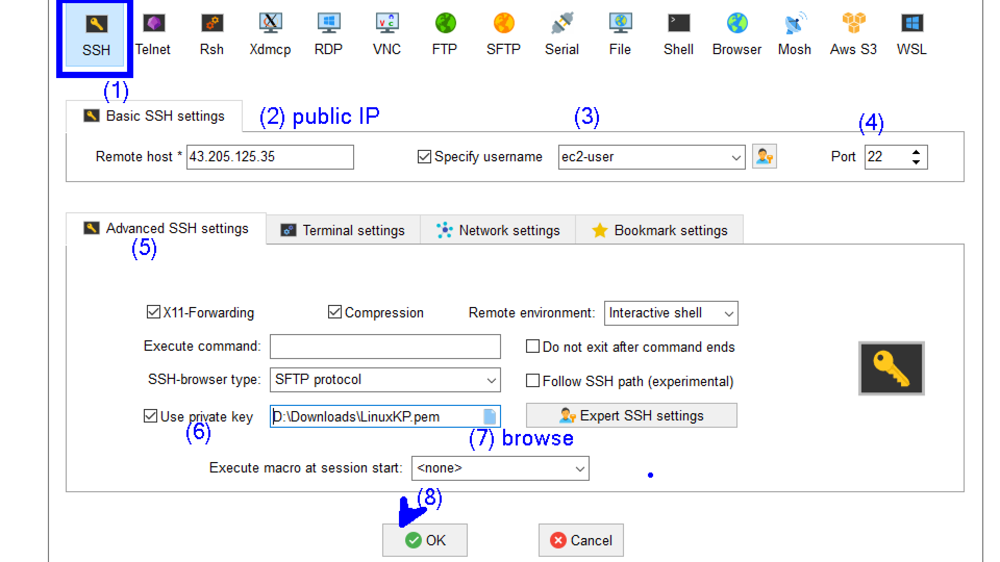 SSH Telnet Rsh Xdmcp RDP VNC FTP SFTP Serial File Shell Browser Mosh Aws S3 WSL
(1)
Basic SSH settings (2) public IP (3) (4)
Remote host * 43.205.125.35 Specify username ec2-user Port 22
Advanced SSH settings Terminal settings Network settings Bookmark settings
(5)
X11-Forwarding Compression Remote environment: Interactive shell
Execute command: Do not exit after command ends
SSH-browser type: SFTP protocol Follow SSH path (experimental)
Use private key D:\Downloads\LinuxKP.pem Expert SSH settings
(6) (7) browse
Execute macro at session start: <none>
(8)
OK Cancel